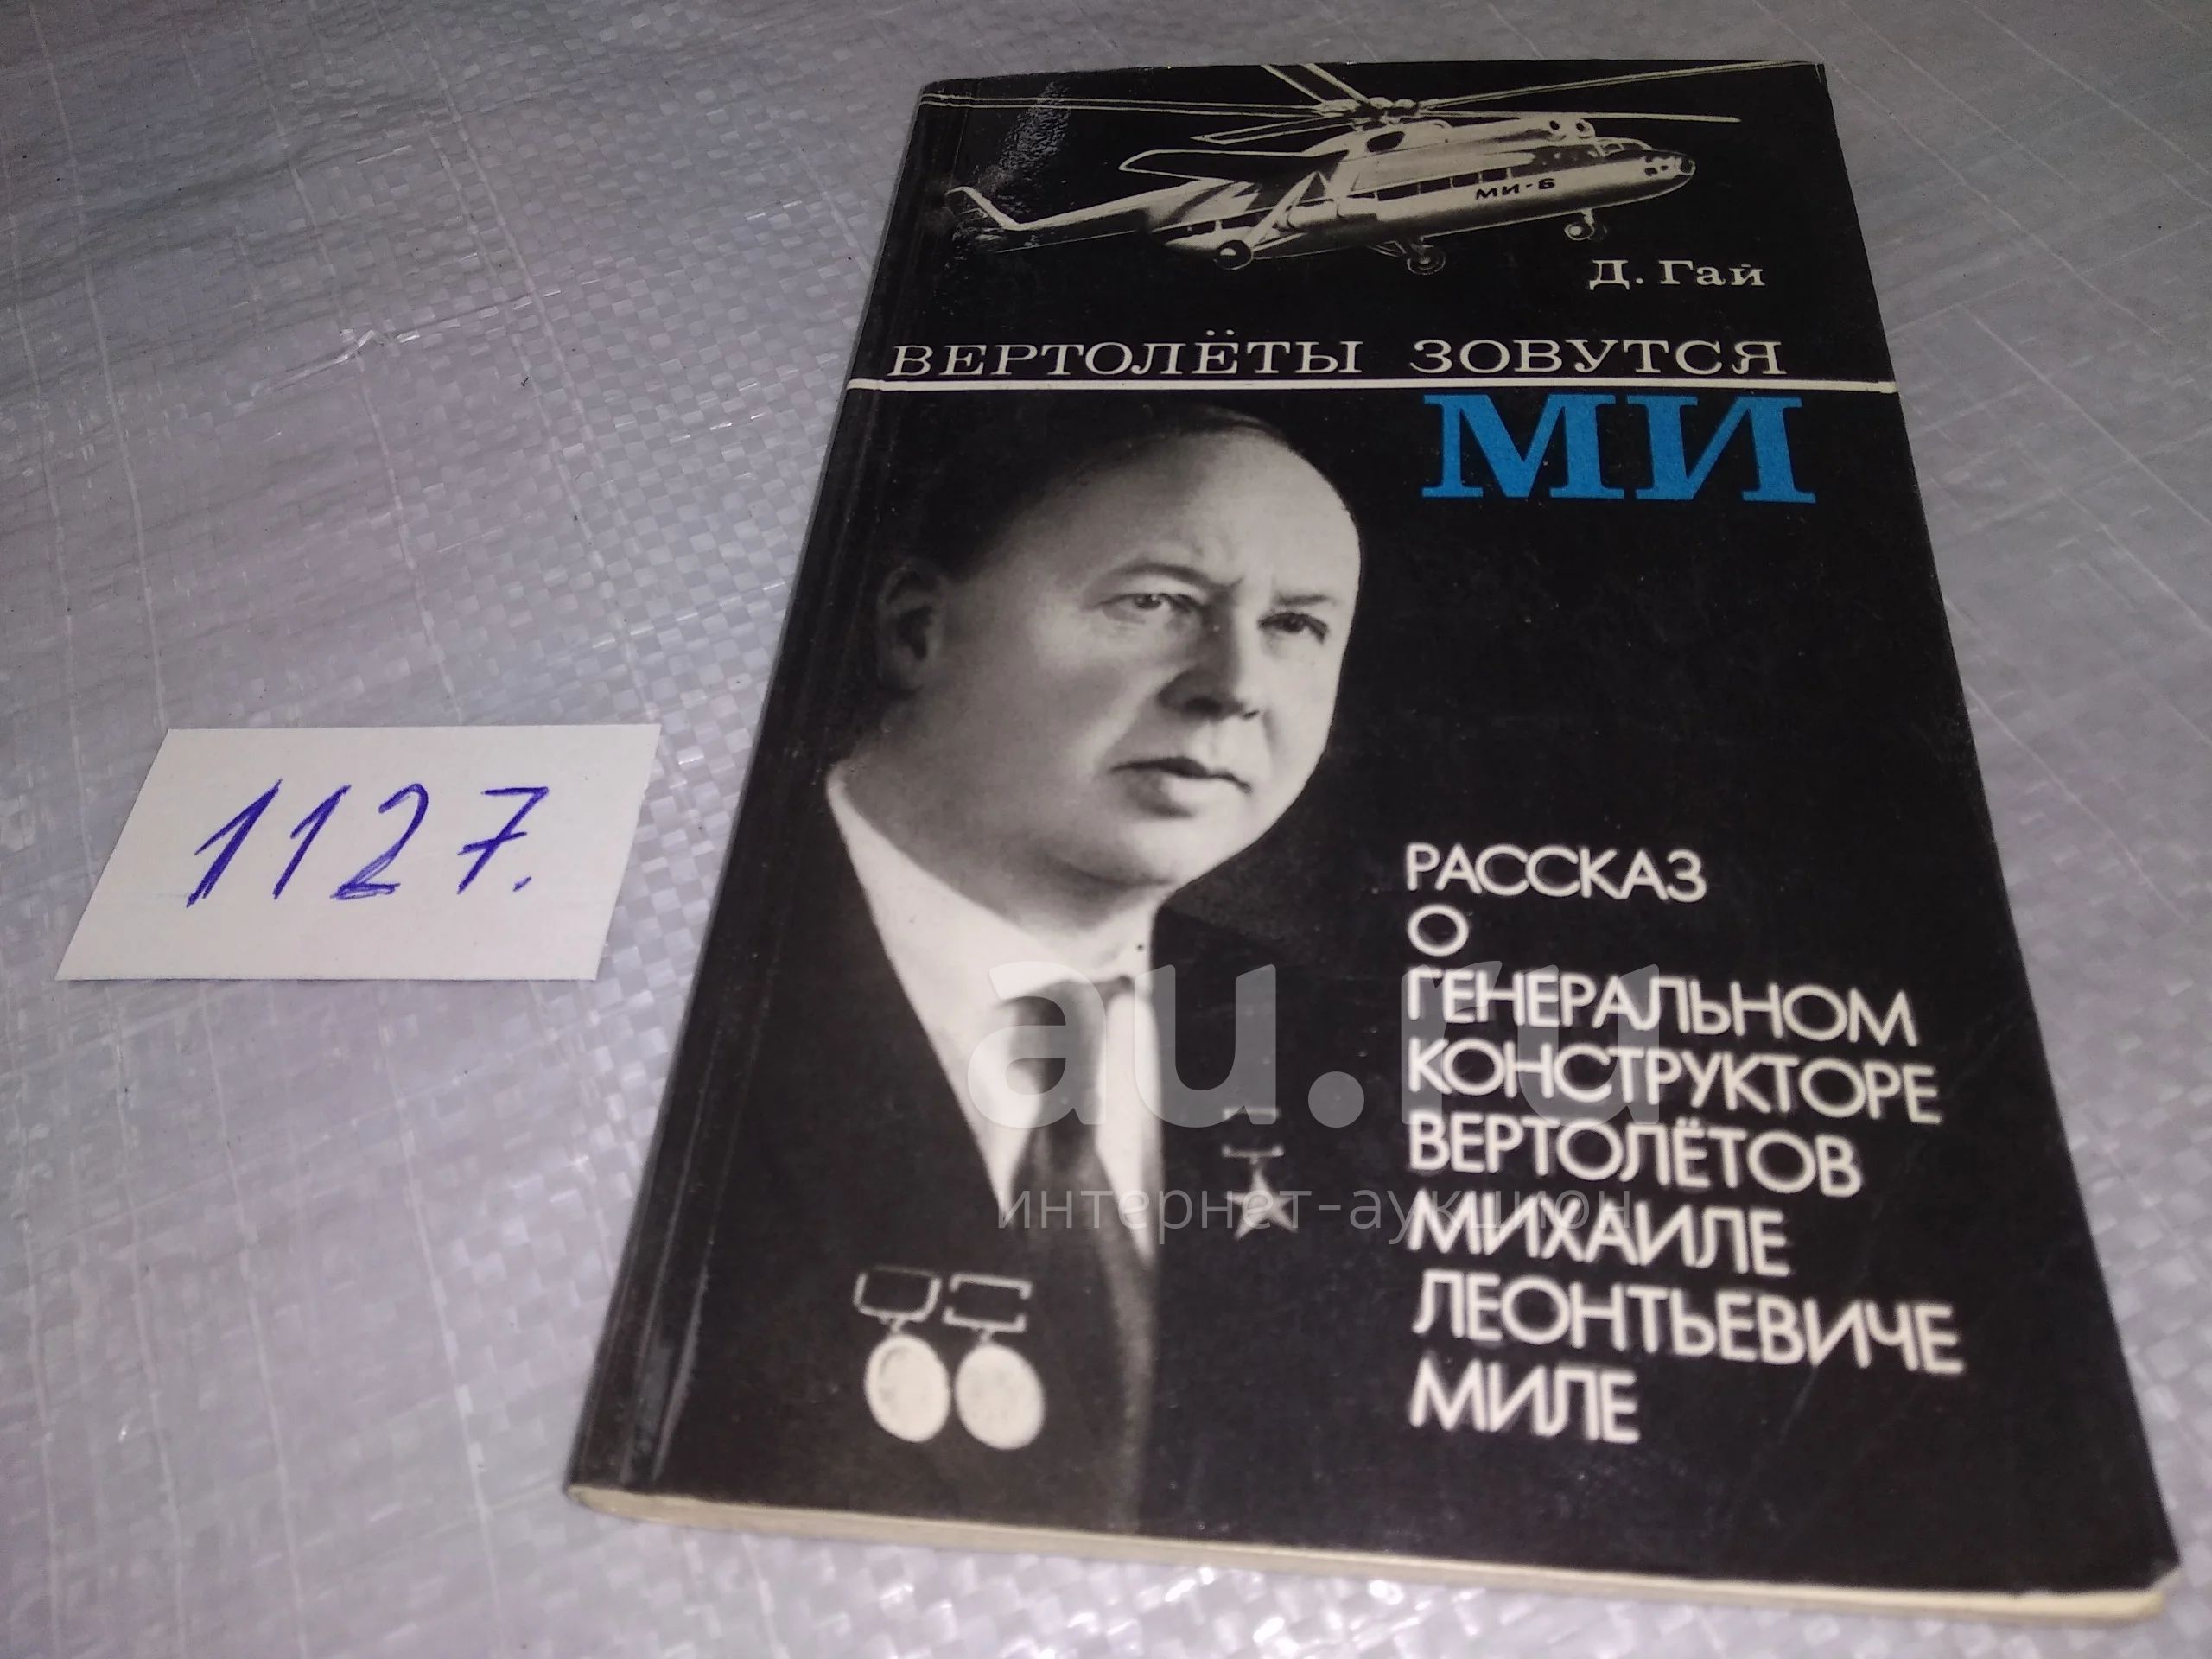 МИ-6
Д. Гай
ВЕРТОЛЁТЫ ЗОВУТСЯ
МИ
1127.
РАССКАЗ
О
ГЕНЕРАЛЬНОМ
КОНСТРУКТОРЕ
ВЕРТОЛЁТОВ
МИХАИЛЕ
ЛЕОНТЬЕВИЧЕ
МИЛЕ
au.ru
интернет-аукцион